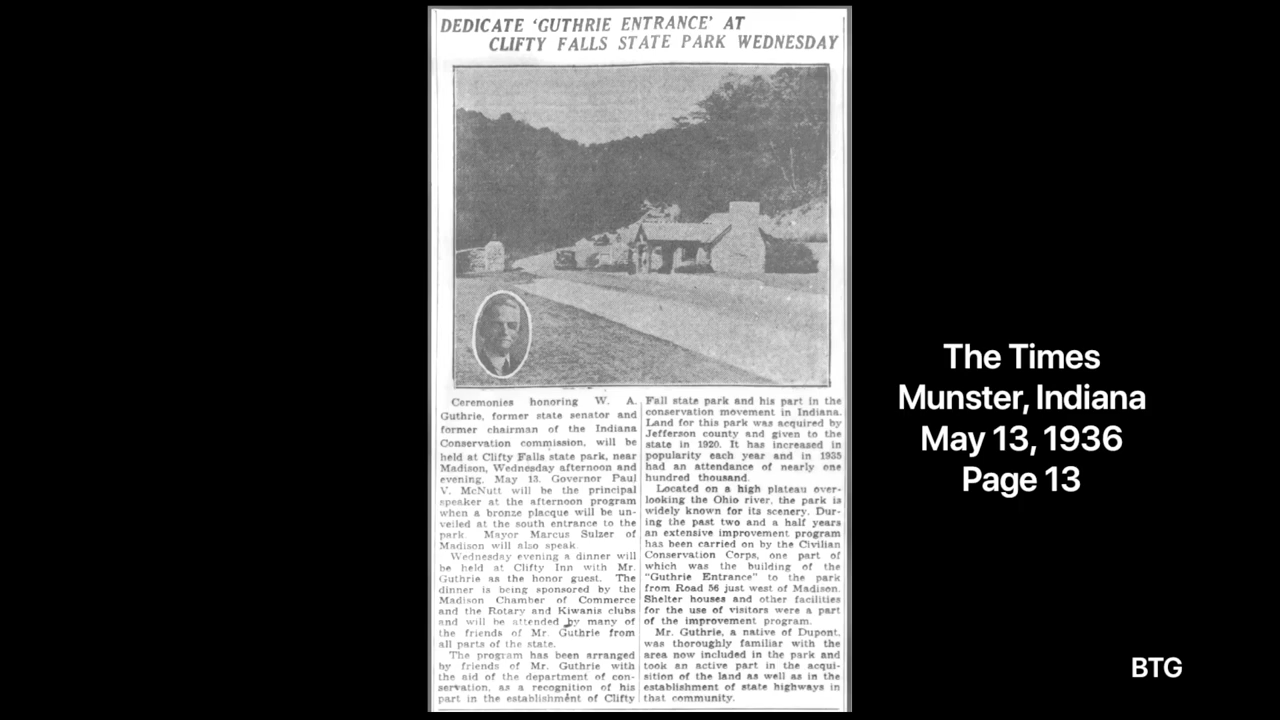 DEDICATE 'GUTHRIE ENTRANCE' AT
CLIFTY FALLS STATE PARK WEDNESDAY
Ceremonies honoring W. A.
Guthrie, former state senator and
former chairman of the Indiana
Conservation commission, will be
held at Clifty Falls state park, near
Madison, Wednesday afternoon and
evening, May 13. Governor Paul
V. McNutt will be the principal
speaker at the afternoon program
when a bronze placque will be un-
veiled at the south entrance to the
park. Mayor Marcus Sulzer of
Madison will also speak.
Wednesday evening a dinner will
be held at Clifty Inn with Mr.
Guthrie as the honor guest. The
dinner is being sponsored by the
Madison Chamber of Commerce
and the Rotary and Kiwanis clubs
and will be attended by many of
the friends of Mr. Guthrie from
all parts of the state.
The program has been arranged
by friends of Mr. Guthrie with
the aid of the department of con-
servation, as a recognition of his
part in the establishment of Clifty
Fall state park and his part in the
conservation movement in Indiana.
Land for this park was acquired by
Jefferson county and given to the
state in 1920. It has increased in
popularity each year and in 1935
had an attendance of nearly one
hundred thousand.
Located on a high plateau over-
looking the Ohio river, the park is
widely known for its scenery. Dur-
ing the past two and a half years
an extensive improvement program
has been carried on by the Civilian
Conservation Corps, one part of
which was the building of the
"Guthrie Entrance" to the park
from Road 56 just west of Madison.
Shelter houses and other facilities
for the use of visitors were a part
of the improvement program.
Mr. Guthrie, a native of Dupont,
was thoroughly familiar with the
area now included in the park and
took an active part in the acqui-
sition of the land as well as in the
establishment of state highways in
that community.
The Times
Munster, Indiana
May 13, 1936
Page 13
BTG